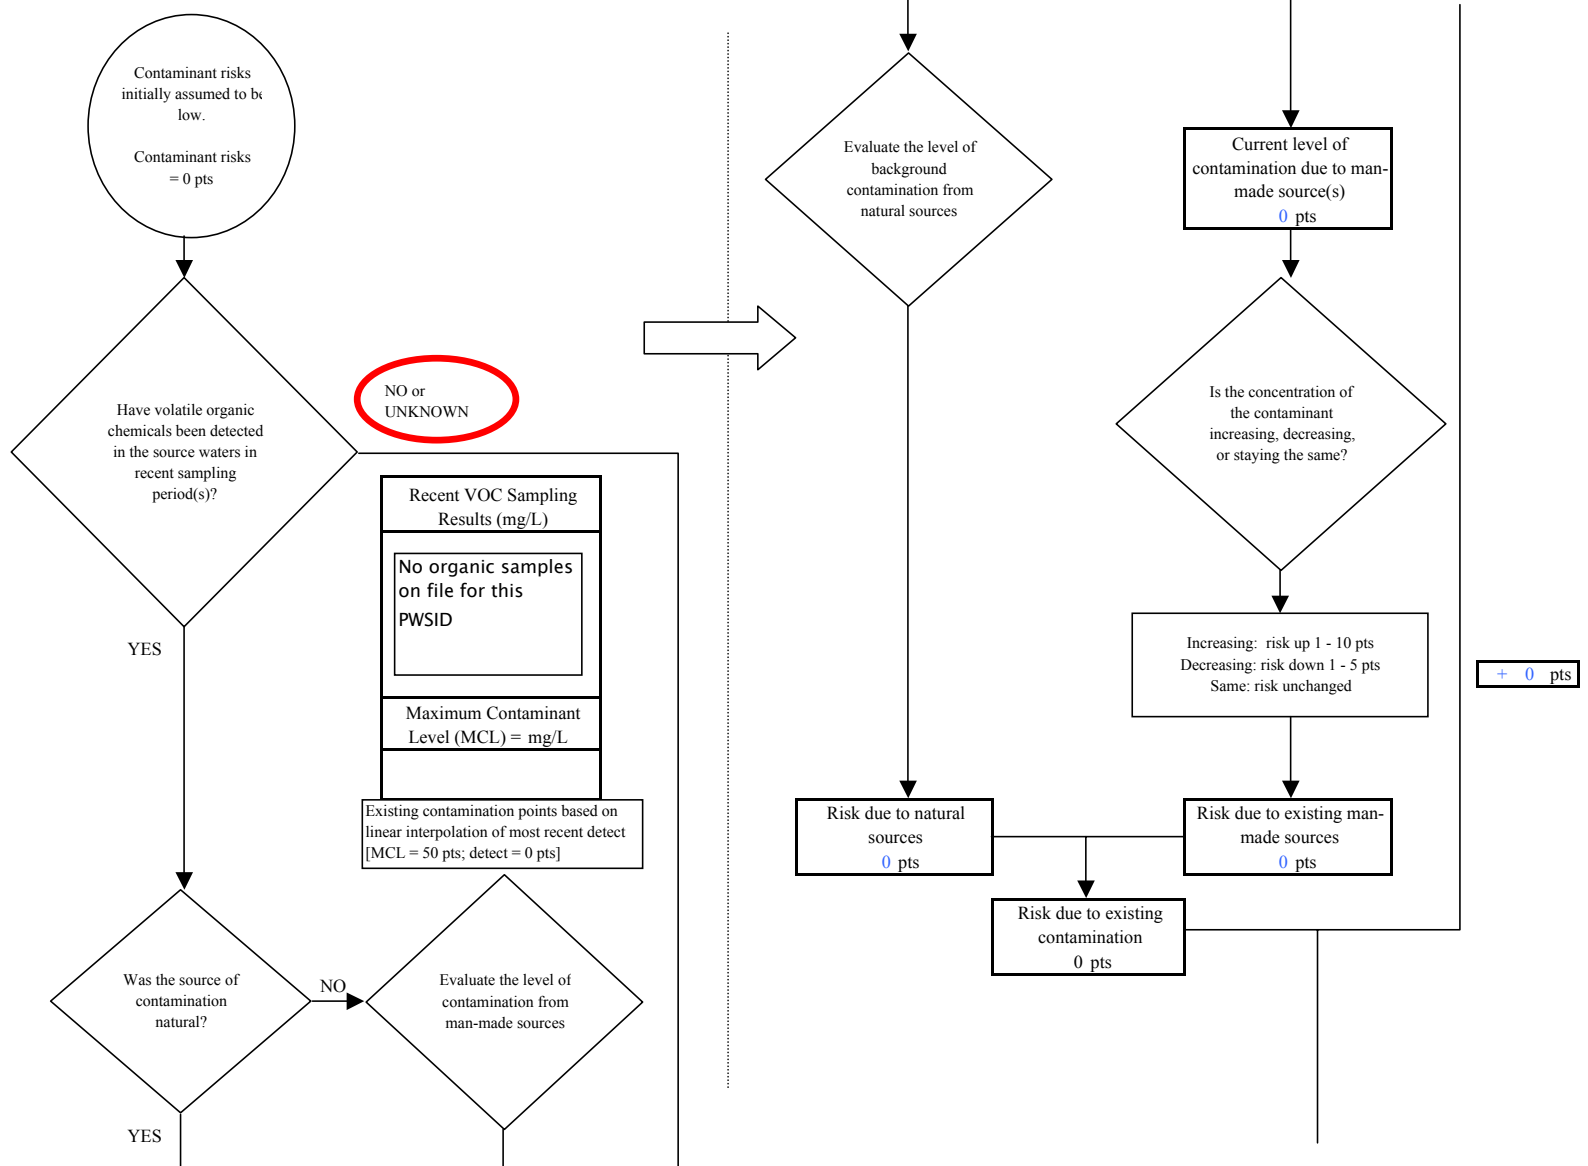 Contaminant risks
initially assumed to be
low.
Contaminant risks
= 0 pts
Have volatile organic
chemicals been detected
in the source waters in
recent sampling
period(s)?
NO or
UNKNOWN
YES
Recent VOC Sampling
Results (mg/L)
No organic samples
on file for this
PWSID
Maximum Contaminant
Level (MCL) = mg/L
Existing contamination points based on
linear interpolation of most recent detect
[MCL = 50 pts; detect = 0 pts]
Was the source of
contamination
natural?
NO
Evaluate the level of
contamination from
man-made sources
YES
Evaluate the level of
background
contamination from
natural sources
Current level of
contamination due to man-
made source(s)
0 pts
Is the concentration of
the contaminant
increasing, decreasing,
or staying the same?
Increasing: risk up 1 - 10 pts
Decreasing: risk down 1 - 5 pts
Same: risk unchanged
+ 0 pts
Risk due to natural
sources
0 pts
Risk due to existing man-
made sources
0 pts
Risk due to existing
contamination
0 pts